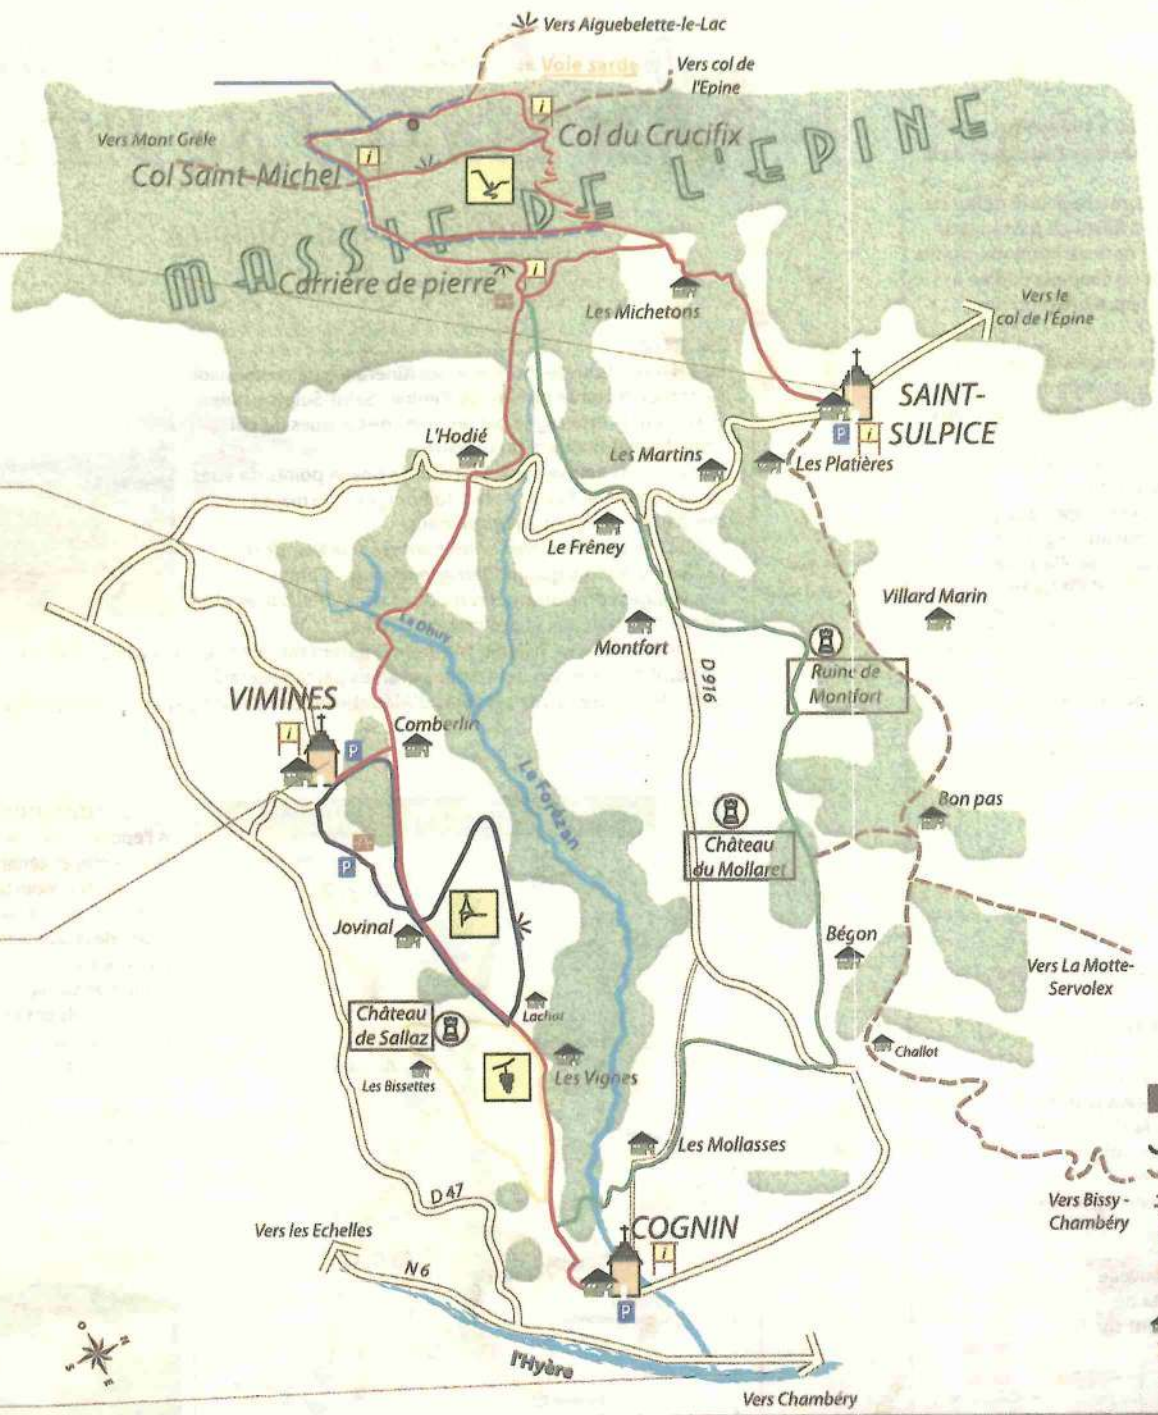 Vers Aiguebelette-le-Lac
Voie sarde
Vers col de
l'Epine
Vers Mont Grêle
Col du Crucifix
Col Saint-Michel
MASSIF DE L'EPINE
Carrière de pierre
Les Michetons
Vers le
col de l'Épine
SAINT-
SULPICE
P
i
L'Hodié
Les Martins
Les Platières
Le Frêney
Villard Marin
La Dhuy
Montfort
D 916
Ruine de
Montfort
VIMINES
i
P
Comberlin
Le Forézan
Bon pas
Château
du Mollaret
P
Jovinal
Bégon
Vers La Motte-
Servolex
Lachat
Château
de Sallaz
Challot
Les Vignes
Les Bissettes
Les Mollasses
D 47
Vers Bissy -
Chambéry
Vers les Echelles
COGNIN
i
N 6
P
O
N
S
E
l'Hyère
Vers Chambéry